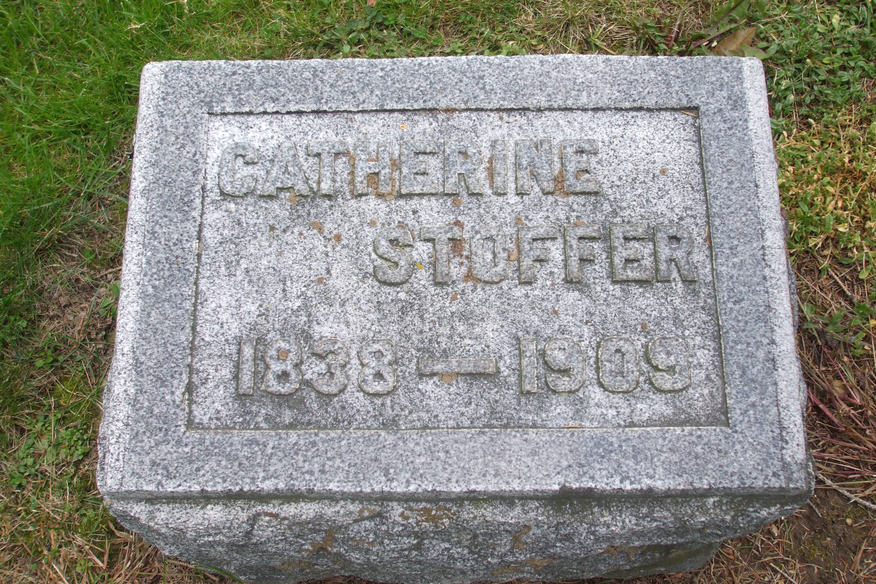 CATHERINE
STOFFER
1838 - 1909